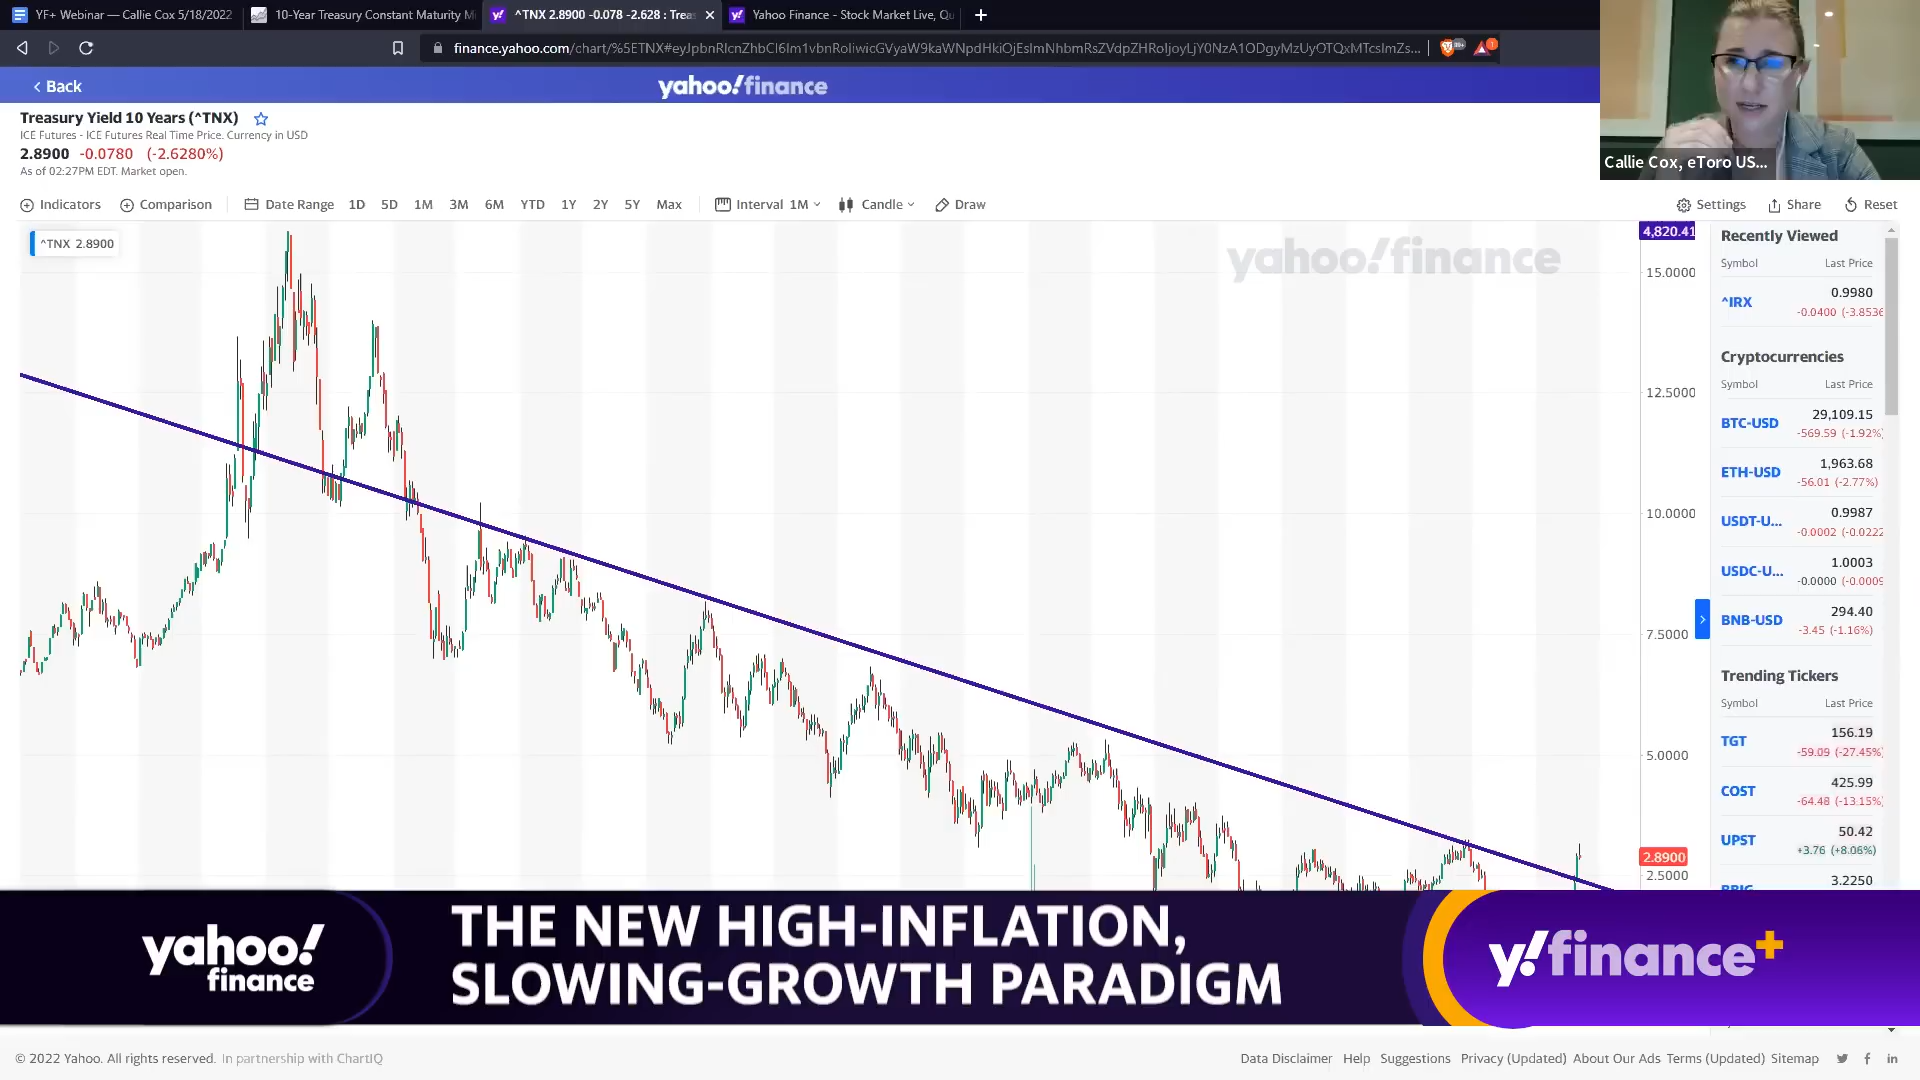 YF+ Webinar — Callie Cox 5/18/2022
10-Year Treasury Constant Maturity M
^TNX 2.8900 -0.078 -2.628 : Trea
Yahoo Finance - Stock Market Live, Qu
Callie Cox, eToro US...
< Back
yahoo!finance
Treasury Yield 10 Years (^TNX)
ICE Futures - ICE Futures Real Time Price. Currency in USD
2.8900 -0.0780 (-2.6280%)
As of 02:27PM EDT. Market open.
Indicators Comparison Date Range 1D 5D 1M 3M 6M YTD 1Y 2Y 5Y Max Interval 1M Candle Draw Settings Share Reset
^TNX 2.8900
yahoo!finance
4,820.41
15.0000
12.5000
10.0000
7.5000
5.0000
2.8900
2.5000
Recently Viewed
Symbol Last Price
^IRX 0.9980
-0.0400 (-3.8536
Cryptocurrencies
Symbol Last Price
BTC-USD 29,109.15
-569.59 (-1.92%)
ETH-USD 1,963.68
-56.01 (-2.77%)
USDT-U... 0.9987
-0.0002 (-0.0222
USDC-U... 1.0003
-0.0000 (-0.0009
BNB-USD 294.40
-3.45 (-1.16%)
Trending Tickers
Symbol Last Price
TGT 156.19
-59.09 (-27.45%)
COST 425.99
-64.48 (-13.15%)
UPST 50.42
+3.76 (+8.06%)
3.2250
yahoo!
finance
THE NEW HIGH-INFLATION,
SLOWING-GROWTH PARADIGM
y!finance+
© 2022 Yahoo. All rights reserved. In partnership with ChartIQ
Data Disclaimer Help Suggestions Privacy (Updated) About Our Ads Terms (Updated) Sitemap